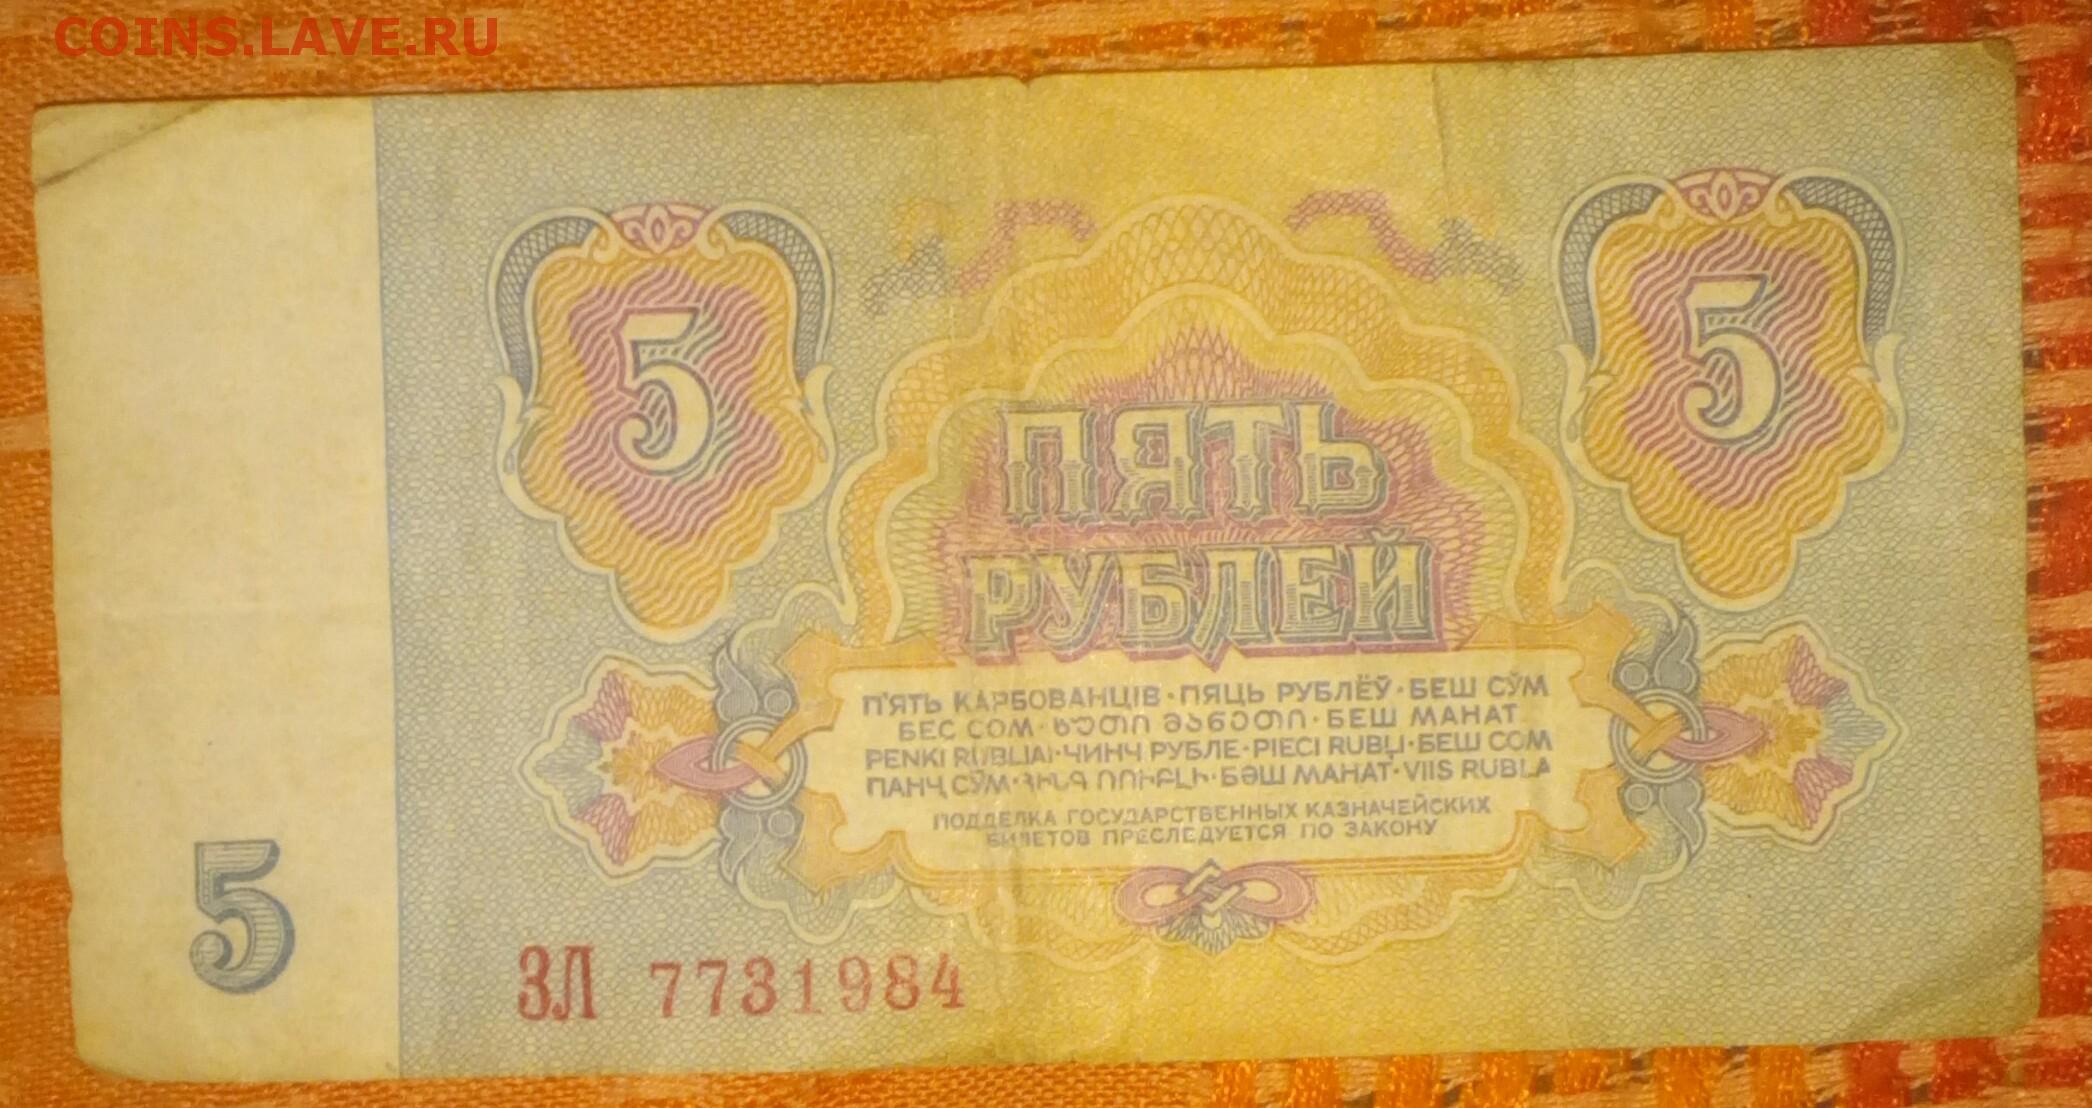 COINS.LAVE.RU
5
5
ПЯТЬ
РУБЛЕЙ
П'ЯТЬ КАРБОВАНЦІВ · ПЯЦЬ РУБЛЁЎ · БЕШ СЎМ
БЕС СОМ · ᲮᲣᲗᲘ ᲛᲐᲜᲔᲗᲘ · БЕШ МАНАТ
PENKI RUBLIAI · ЧИНЧ РУБЛЕ · PIECI RUBĻI · БЕШ СОМ
ПАНҶ СЎМ · ՀԻՆԳ ՌՈՒԲԼԻ · БӘШ МАНАТ · VIIS RUBLA
ПОДДЕЛКА ГОСУДАРСТВЕННЫХ КАЗНАЧЕЙСКИХ
БИЛЕТОВ ПРЕСЛЕДУЕТСЯ ПО ЗАКОНУ
5
ЗЛ 7731984